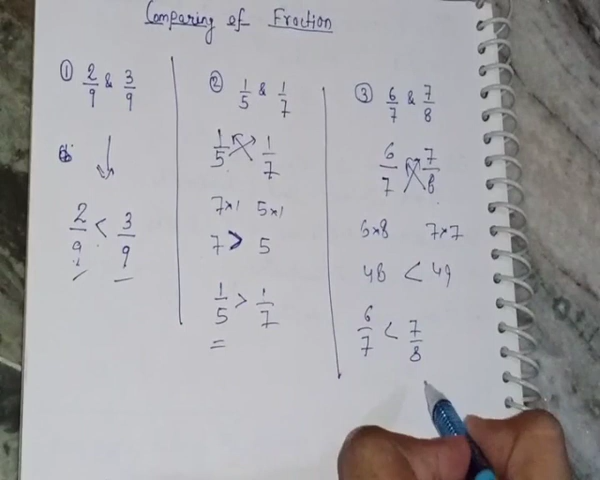 Comparing of Fraction
① 2/9 & 3/9
2/9 < 3/9
② 1/5 & 1/7
1/5 1/7
7×1 5×1
7 > 5
1/5 > 1/7
=
③ 6/7 & 7/8
6/7 7/8
6×8 7×7
48 < 49
6/7 < 7/8